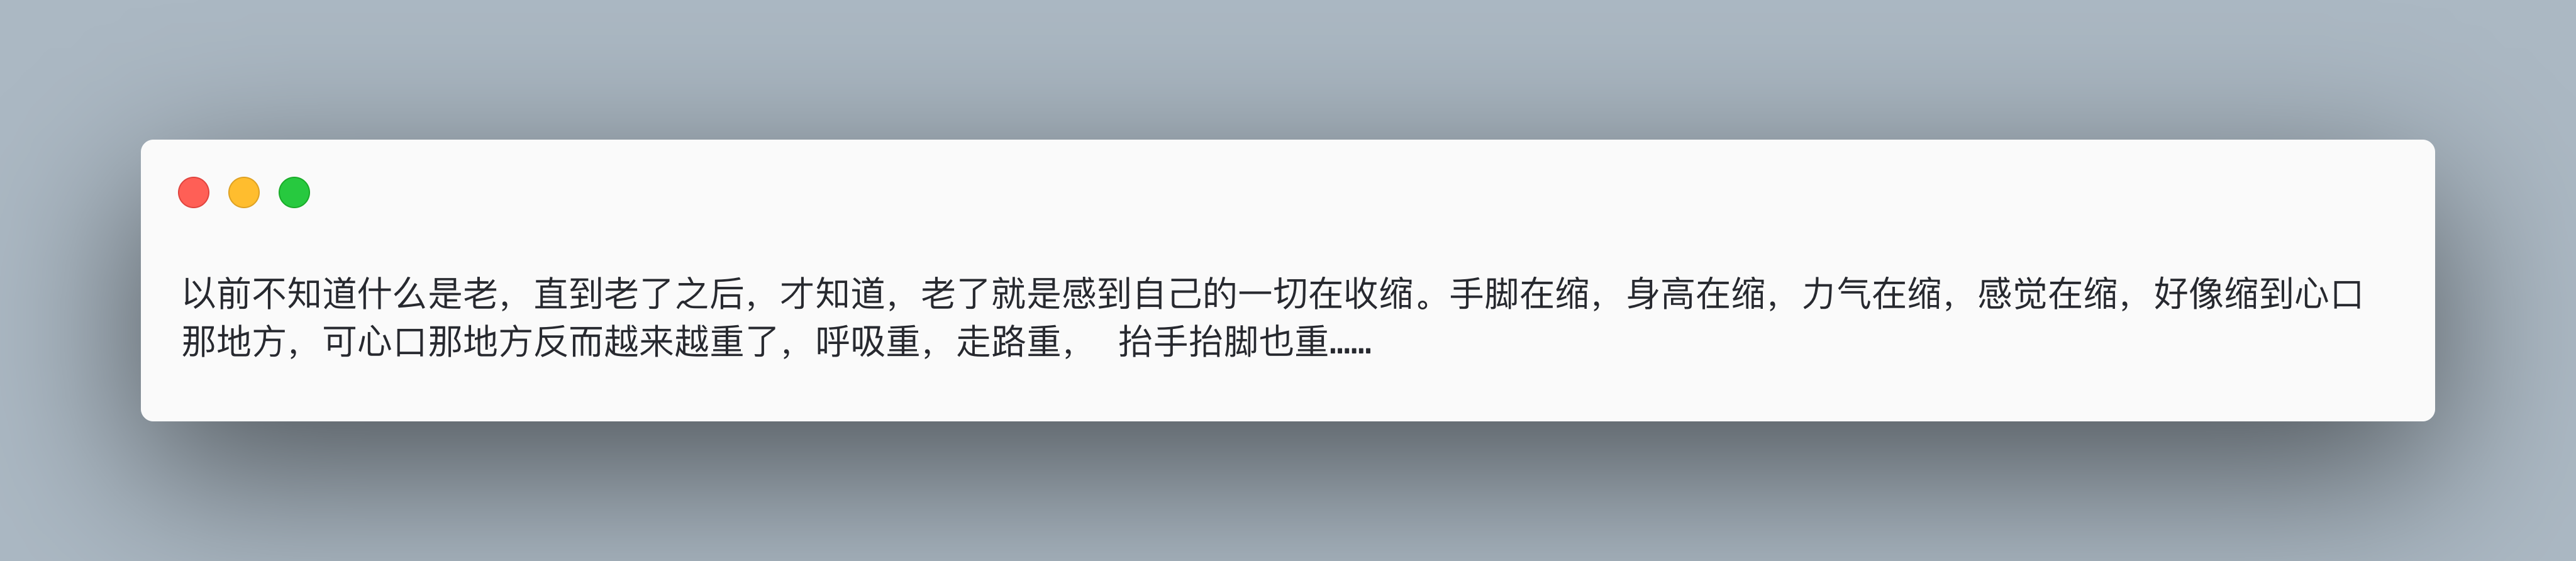 以前不知道什么是老，直到老了之后，才知道，老了就是感到自己的一切在收缩。手脚在缩，身高在缩，力气在缩，感觉在缩，好像缩到心口
那地方，可心口那地方反而越来越重了，呼吸重，走路重， 抬手抬脚也重……